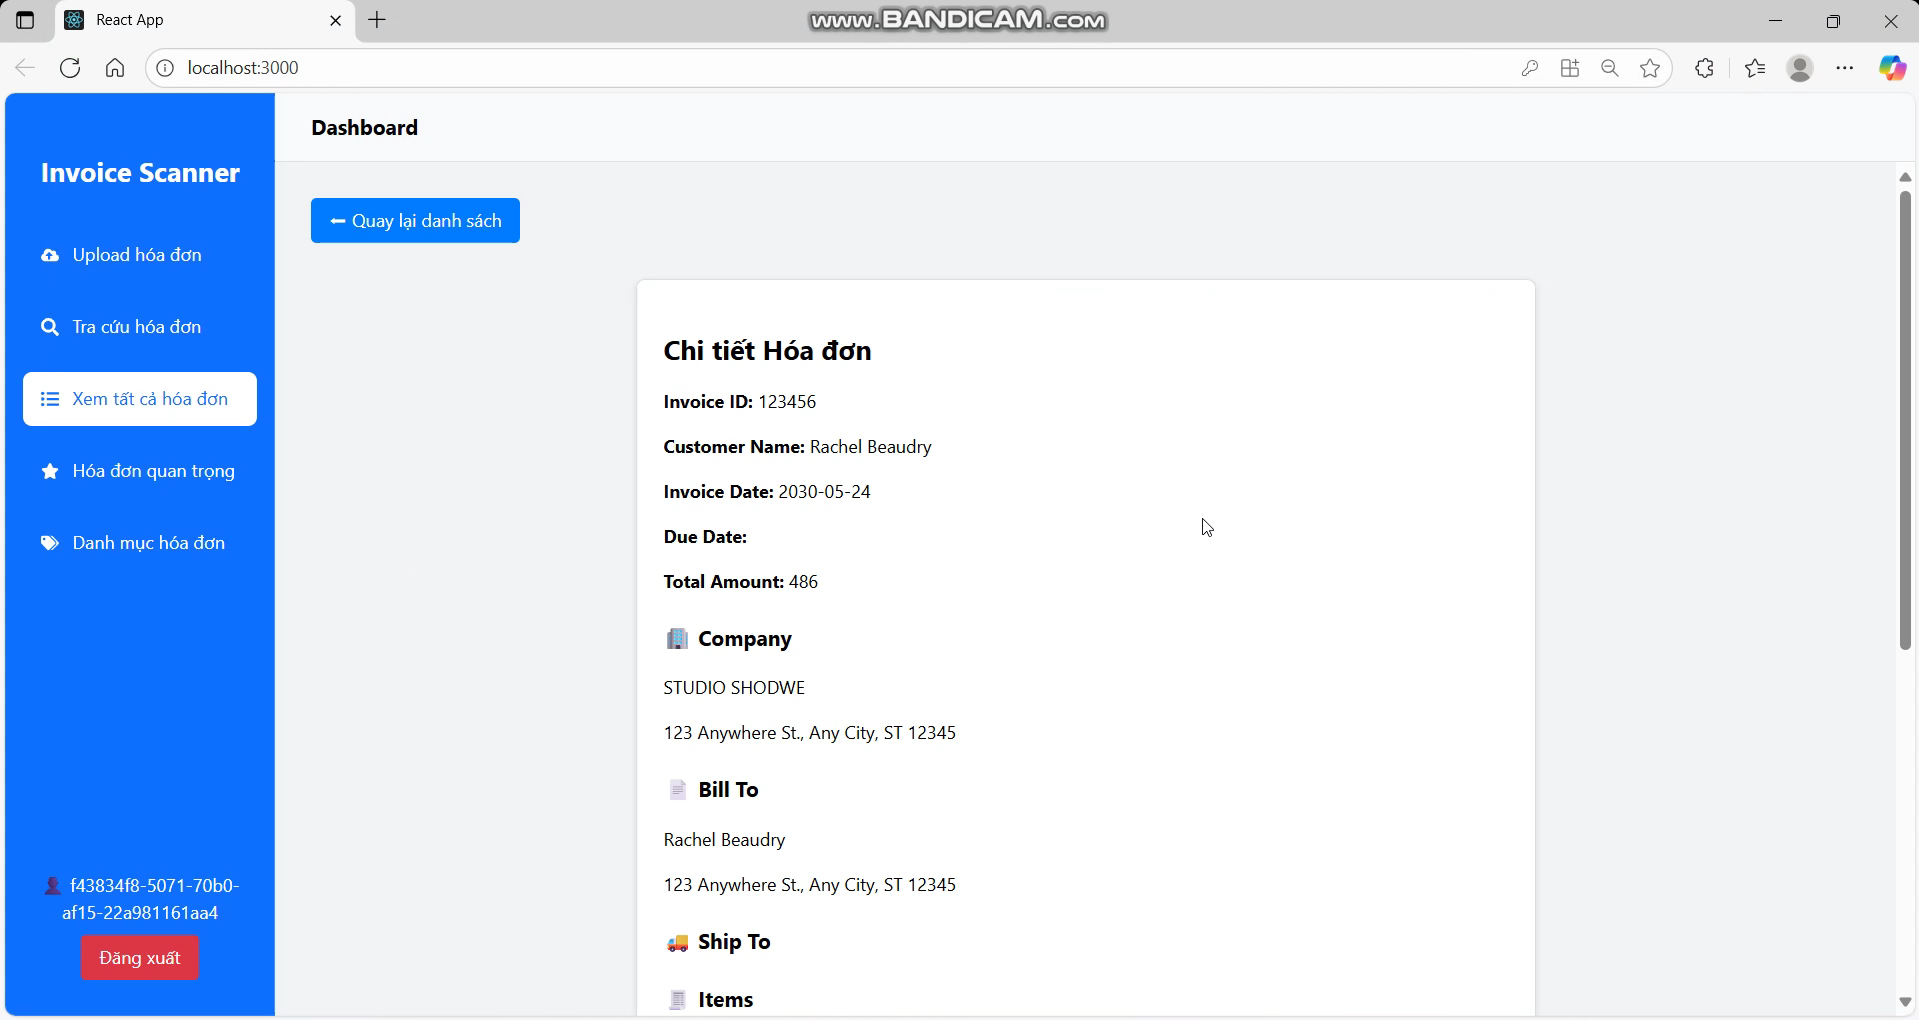 React App
www.BANDICAM.com
localhost:3000
Invoice Scanner
Upload hóa đơn
Tra cứu hóa đơn
Xem tất cả hóa đơn
Hóa đơn quan trọng
Danh mục hóa đơn
f43834f8-5071-70b0-
af15-22a981161aa4
Đăng xuất
Dashboard
Quay lại danh sách
Chi tiết Hóa đơn
Invoice ID: 123456
Customer Name: Rachel Beaudry
Invoice Date: 2030-05-24
Due Date:
Total Amount: 486
Company
STUDIO SHODWE
123 Anywhere St., Any City, ST 12345
Bill To
Rachel Beaudry
123 Anywhere St., Any City, ST 12345
Ship To
Items